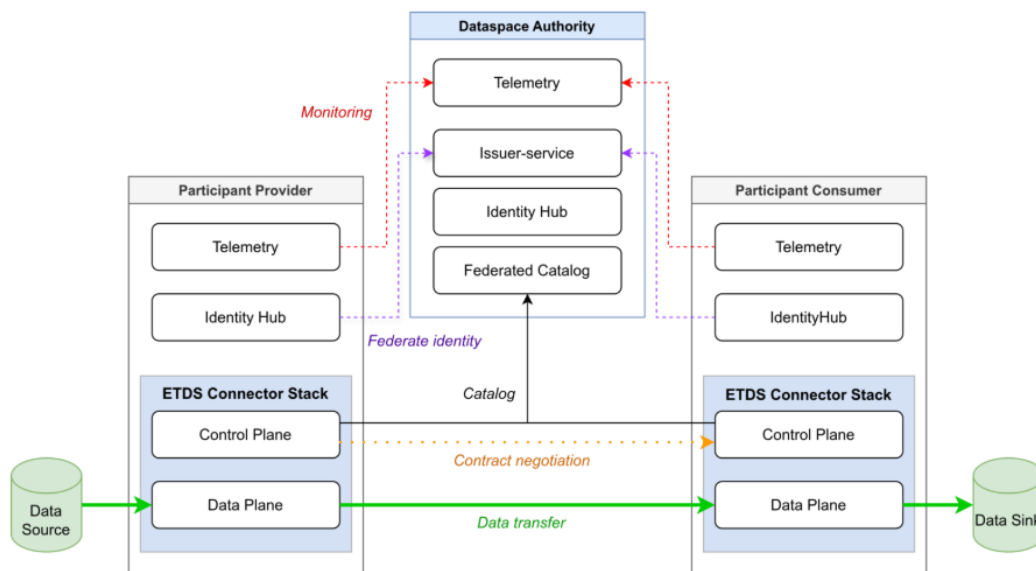 Dataspace Authority
Telemetry
Monitoring
Issuer-service
Participant Provider
Participant Consumer
Identity Hub
Telemetry
Telemetry
Federated Catalog
Identity Hub
IdentityHub
Federate identity
ETDS Connector Stack
Catalog
ETDS Connector Stack
Control Plane
Control Plane
Contract negotiation
Data
Source
Data Plane
Data transfer
Data Plane
Data Sink